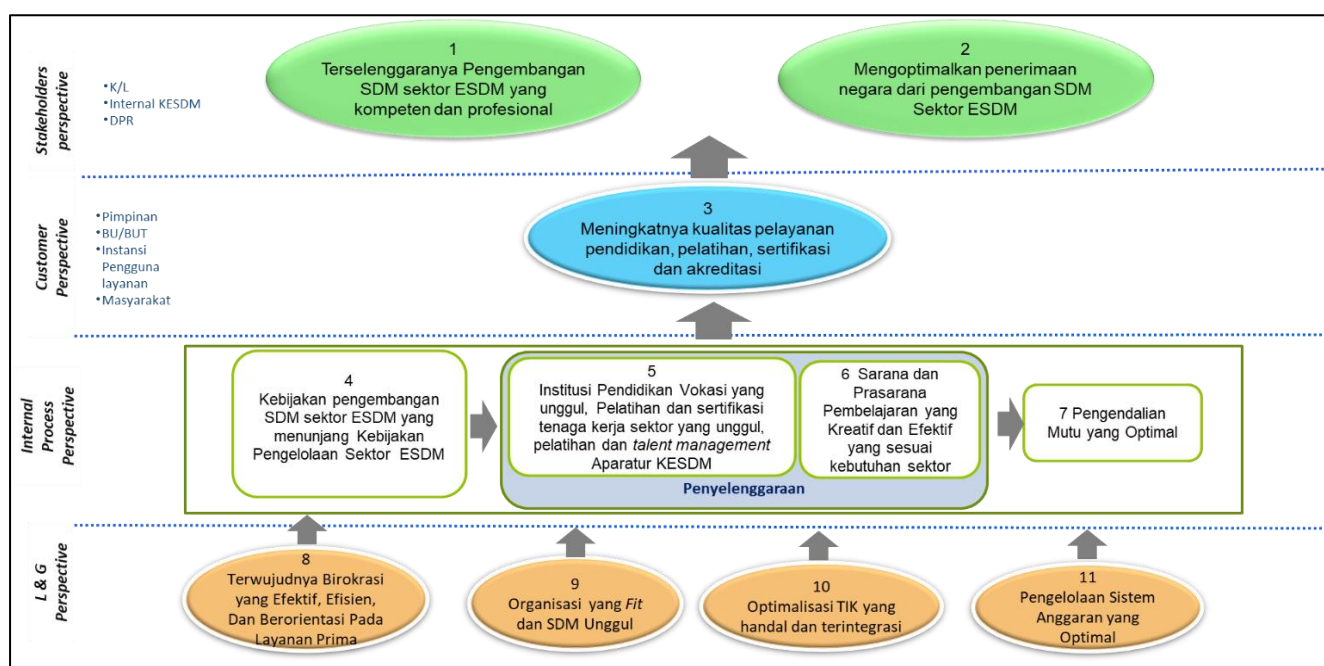 Stakeholders
perspective
•K/L
•Internal KESDM
•DPR
1
Terselenggaranya Pengembangan
SDM sektor ESDM yang
kompeten dan profesional
2
Mengoptimalkan penerimaan
negara dari pengembangan SDM
Sektor ESDM
Customer
Perspective
•Pimpinan
•BU/BUT
•Instansi
Pengguna
layanan
•Masyarakat
3
Meningkatnya kualitas pelayanan
pendidikan, pelatihan, sertifikasi
dan akreditasi
Internal
Process
Perspective
4
Kebijakan pengembangan
SDM sektor ESDM yang
menunjang Kebijakan
Pengelolaan Sektor ESDM
5
Institusi Pendidikan Vokasi yang
unggul, Pelatihan dan sertifikasi
tenaga kerja sektor yang unggul,
pelatihan dan talent management
Aparatur KESDM
6 Sarana dan
Prasarana
Pembelajaran yang
Kreatif dan Efektif
yang sesuai
kebutuhan sektor
Penyelenggaraan
7 Pengendalian
Mutu yang Optimal
L & G
Perspective
8
Terwujudnya Birokrasi
yang Efektif, Efisien,
Dan Berorientasi Pada
Layanan Prima
9
Organisasi yang Fit
dan SDM Unggul
10
Optimalisasi TIK yang
handal dan terintegrasi
11
Pengelolaan Sistem
Anggaran yang
Optimal